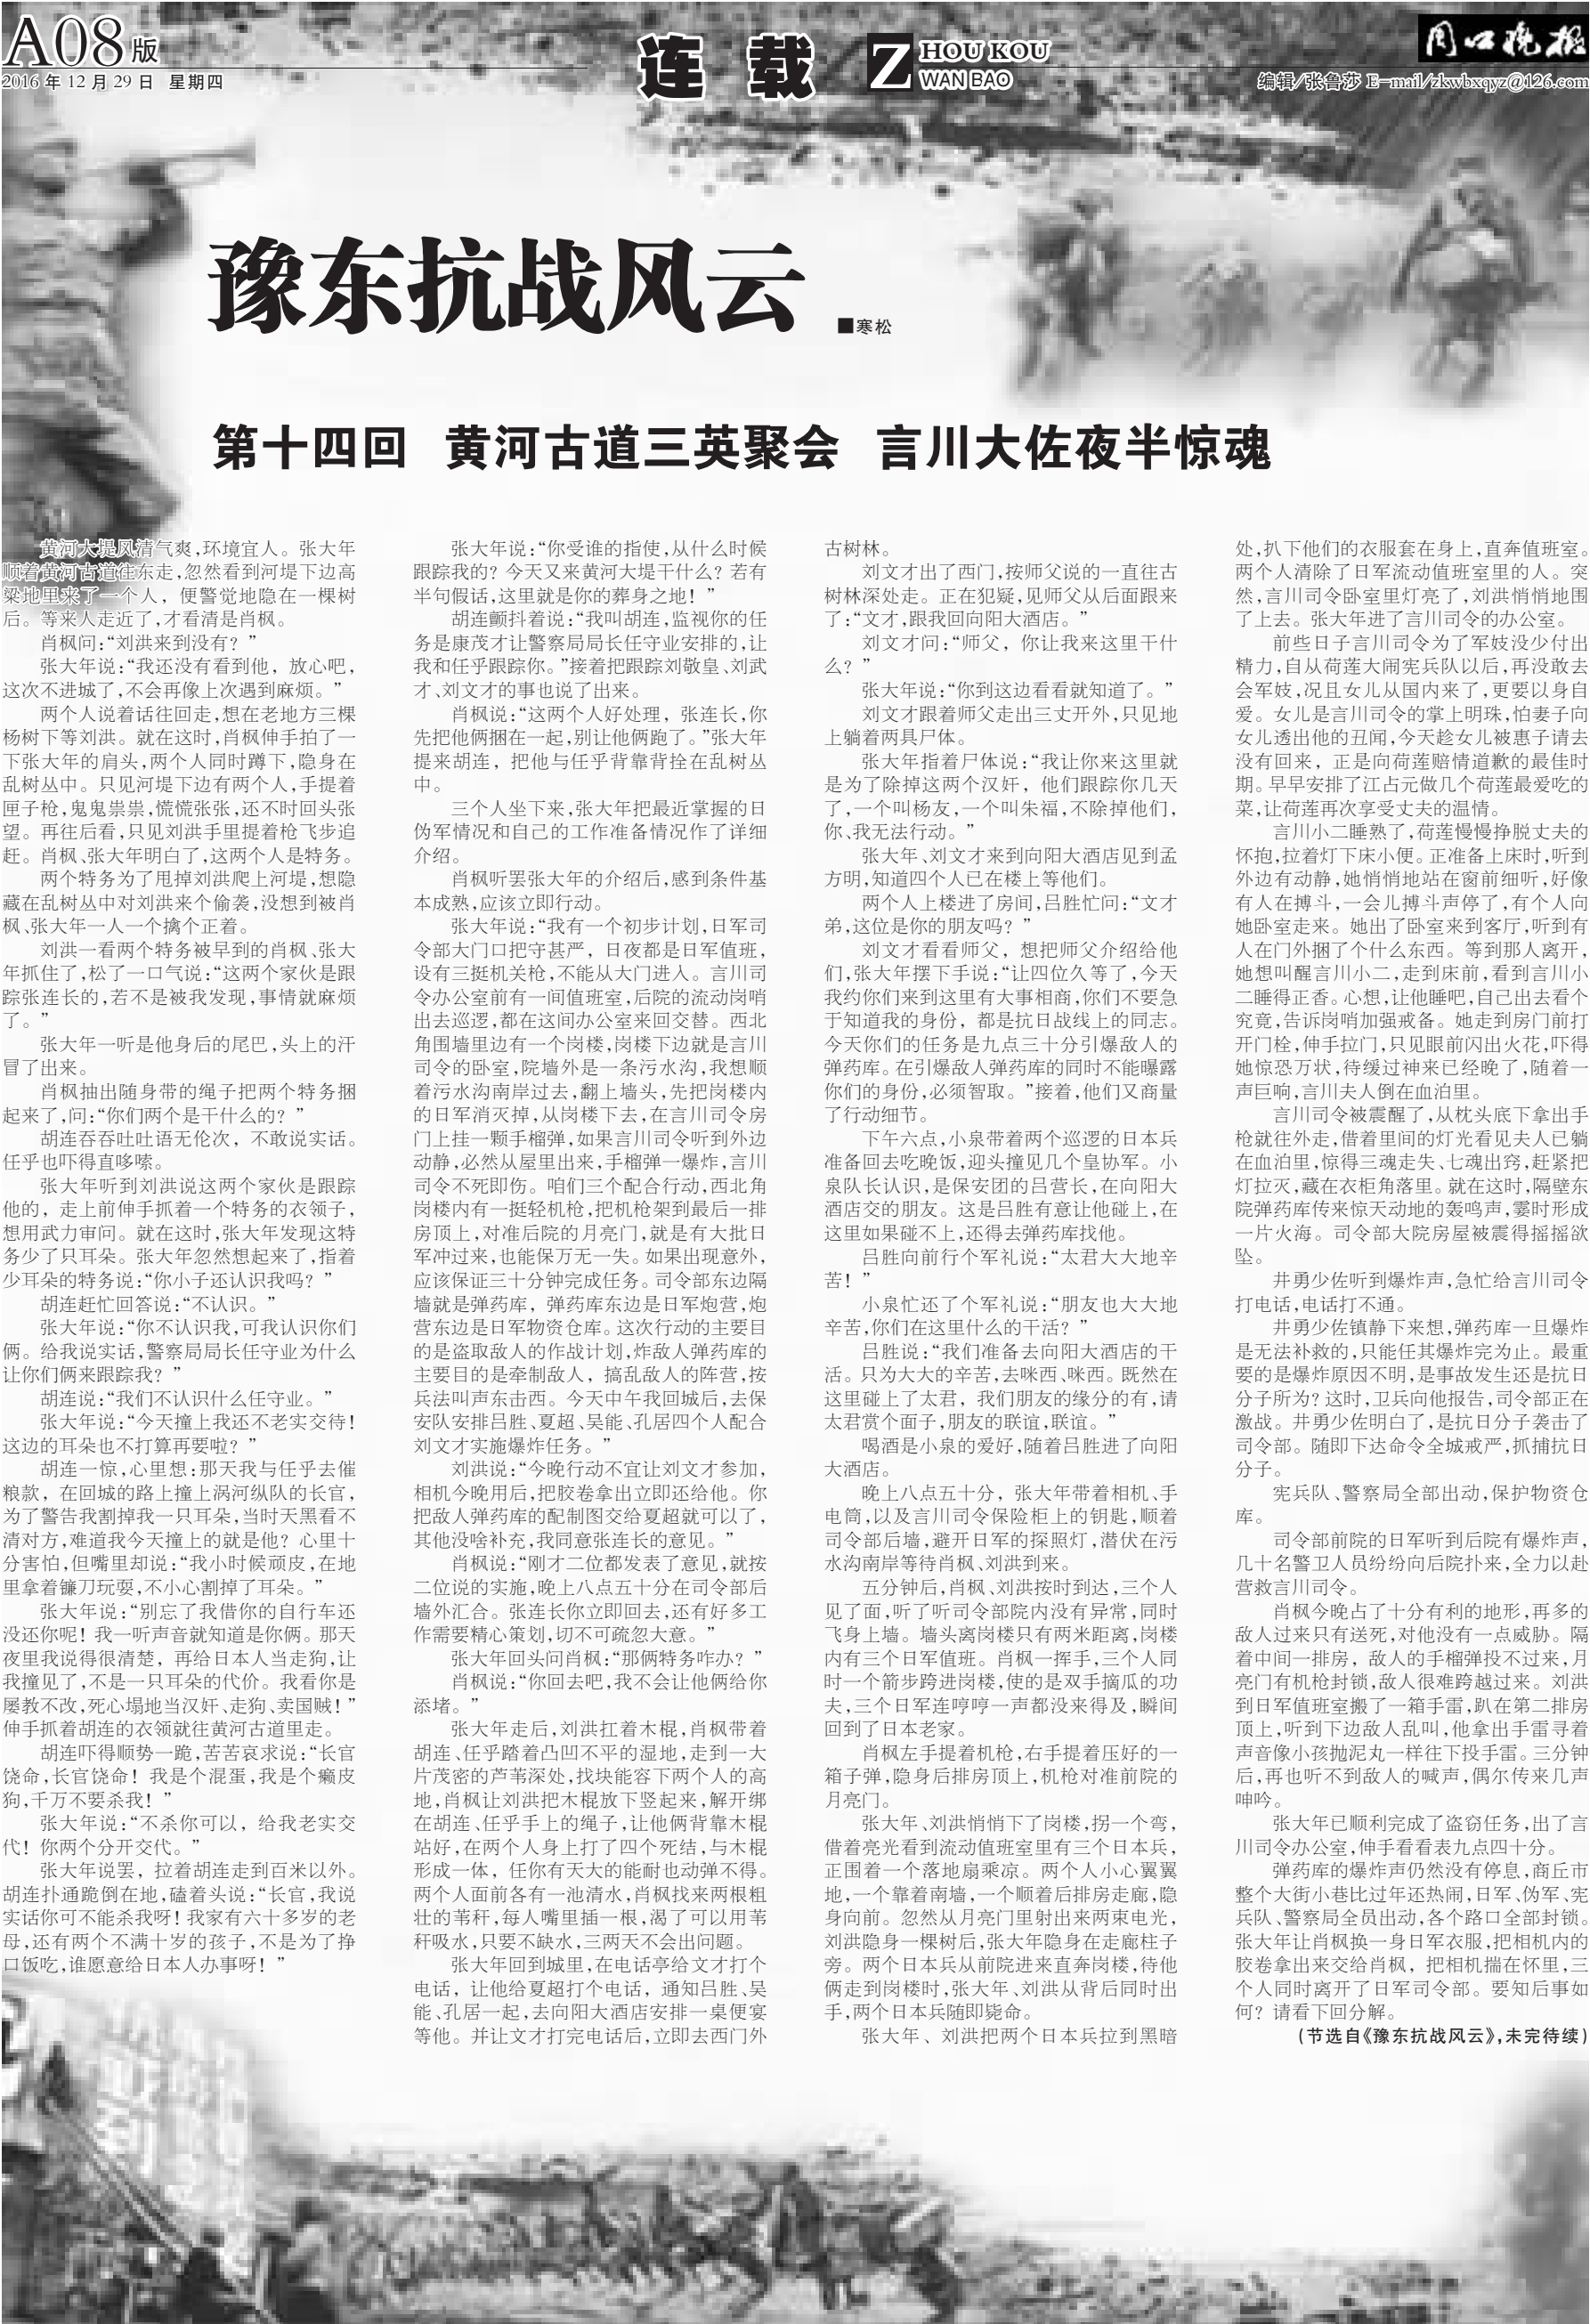 A08版
2016年12月29日 星期四
连 载
Z HOU KOU
WAN BAO
周口晚报
编辑/张鲁莎 E-mail/zkwbxqyz@126.com
豫东抗战风云
■寒松
第十四回 黄河古道三英聚会 言川大佐夜半惊魂
黄河大堤风清气爽,环境宜人。张大年
顺着黄河古道往东走,忽然看到河堤下边高
粱地里来了一个人，便警觉地隐在一棵树
后。等来人走近了,才看清是肖枫。
肖枫问:“刘洪来到没有？”
张大年说:“我还没有看到他，放心吧,
这次不进城了,不会再像上次遇到麻烦。”
两个人说着话往回走,想在老地方三棵
杨树下等刘洪。就在这时,肖枫伸手拍了一
下张大年的肩头,两个人同时蹲下,隐身在
乱树丛中。只见河堤下边有两个人,手提着
匣子枪,鬼鬼祟祟,慌慌张张,还不时回头张
望。再往后看,只见刘洪手里提着枪飞步追
赶。肖枫、张大年明白了,这两个人是特务。
两个特务为了甩掉刘洪爬上河堤,想隐
藏在乱树丛中对刘洪来个偷袭,没想到被肖
枫、张大年一人一个擒个正着。
刘洪一看两个特务被早到的肖枫、张大
年抓住了,松了一口气说:“这两个家伙是跟
踪张连长的,若不是被我发现,事情就麻烦
了。”
张大年一听是他身后的尾巴,头上的汗
冒了出来。
肖枫抽出随身带的绳子把两个特务捆
起来了,问:“你们两个是干什么的？”
胡连吞吞吐吐语无伦次，不敢说实话。
任乎也吓得直哆嗦。
张大年听到刘洪说这两个家伙是跟踪
他的，走上前伸手抓着一个特务的衣领子,
想用武力审问。就在这时,张大年发现这特
务少了只耳朵。张大年忽然想起来了,指着
少耳朵的特务说:“你小子还认识我吗？”
胡连赶忙回答说:“不认识。”
张大年说:“你不认识我,可我认识你们
俩。给我说实话,警察局局长任守业为什么
让你们俩来跟踪我？”
胡连说:“我们不认识什么任守业。”
张大年说:“今天撞上我还不老实交待！
这边的耳朵也不打算再要啦？”
胡连一惊,心里想:那天我与任乎去催
粮款，在回城的路上撞上涡河纵队的长官,
为了警告我割掉我一只耳朵,当时天黑看不
清对方,难道我今天撞上的就是他？心里十
分害怕,但嘴里却说:“我小时候顽皮,在地
里拿着镰刀玩耍,不小心割掉了耳朵。”
张大年说:“别忘了我借你的自行车还
没还你呢！我一听声音就知道是你俩。那天
夜里我说得很清楚，再给日本人当走狗,让
我撞见了,不是一只耳朵的代价。我看你是
屡教不改,死心塌地当汉奸、走狗、卖国贼！”
伸手抓着胡连的衣领就往黄河古道里走。
胡连吓得顺势一跪,苦苦哀求说:“长官
饶命,长官饶命！我是个混蛋,我是个癞皮
狗,千万不要杀我！”
张大年说:“不杀你可以，给我老实交
代！你两个分开交代。”
张大年说罢，拉着胡连走到百米以外。
胡连扑通跪倒在地,磕着头说:“长官,我说
实话你可不能杀我呀！我家有六十多岁的老
母,还有两个不满十岁的孩子,不是为了挣
口饭吃,谁愿意给日本人办事呀！”
张大年说:“你受谁的指使,从什么时候
跟踪我的？今天又来黄河大堤干什么？若有
半句假话,这里就是你的葬身之地！”
胡连颤抖着说:“我叫胡连,监视你的任
务是康茂才让警察局局长任守业安排的,让
我和任乎跟踪你。”接着把跟踪刘敬皇、刘武
才、刘文才的事也说了出来。
肖枫说:“这两个人好处理，张连长,你
先把他俩捆在一起,别让他俩跑了。”张大年
提来胡连，把他与任乎背靠背拴在乱树丛
中。
三个人坐下来,张大年把最近掌握的日
伪军情况和自己的工作准备情况作了详细
介绍。
肖枫听罢张大年的介绍后,感到条件基
本成熟,应该立即行动。
张大年说:“我有一个初步计划,日军司
令部大门口把守甚严，日夜都是日军值班,
设有三挺机关枪,不能从大门进入。言川司
令办公室前有一间值班室,后院的流动岗哨
出去巡逻,都在这间办公室来回交替。西北
角围墙里边有一个岗楼,岗楼下边就是言川
司令的卧室,院墙外是一条污水沟,我想顺
着污水沟南岸过去,翻上墙头,先把岗楼内
的日军消灭掉,从岗楼下去,在言川司令房
门上挂一颗手榴弹,如果言川司令听到外边
动静,必然从屋里出来,手榴弹一爆炸,言川
司令不死即伤。咱们三个配合行动,西北角
岗楼内有一挺轻机枪,把机枪架到最后一排
房顶上,对准后院的月亮门,就是有大批日
军冲过来,也能保万无一失。如果出现意外,
应该保证三十分钟完成任务。司令部东边隔
墙就是弹药库，弹药库东边是日军炮营,炮
营东边是日军物资仓库。这次行动的主要目
的是盗取敌人的作战计划,炸敌人弹药库的
主要目的是牵制敌人，搞乱敌人的阵营,按
兵法叫声东击西。今天中午我回城后,去保
安队安排吕胜、夏超、吴能、孔居四个人配合
刘文才实施爆炸任务。”
刘洪说:“今晚行动不宜让刘文才参加,
相机今晚用后,把胶卷拿出立即还给他。你
把敌人弹药库的配制图交给夏超就可以了,
其他没啥补充,我同意张连长的意见。”
肖枫说:“刚才二位都发表了意见,就按
二位说的实施,晚上八点五十分在司令部后
墙外汇合。张连长你立即回去,还有好多工
作需要精心策划,切不可疏忽大意。”
张大年回头问肖枫:“那俩特务咋办？”
肖枫说:“你回去吧,我不会让他俩给你
添堵。”
张大年走后,刘洪扛着木棍,肖枫带着
胡连、任乎踏着凸凹不平的湿地,走到一大
片茂密的芦苇深处,找块能容下两个人的高
地,肖枫让刘洪把木棍放下竖起来,解开绑
在胡连、任乎手上的绳子,让他俩背靠木棍
站好,在两个人身上打了四个死结,与木棍
形成一体，任你有天大的能耐也动弹不得。
两个人面前各有一池清水,肖枫找来两根粗
壮的苇秆,每人嘴里插一根,渴了可以用苇
秆吸水,只要不缺水,三两天不会出问题。
张大年回到城里,在电话亭给文才打个
电话，让他给夏超打个电话，通知吕胜、吴
能、孔居一起,去向阳大酒店安排一桌便宴
等他。并让文才打完电话后,立即去西门外
古树林。
刘文才出了西门,按师父说的一直往古
树林深处走。正在犯疑,见师父从后面跟来
了:“文才,跟我回向阳大酒店。”
刘文才问:“师父，你让我来这里干什
么？”
张大年说:“你到这边看看就知道了。”
刘文才跟着师父走出三丈开外,只见地
上躺着两具尸体。
张大年指着尸体说:“我让你来这里就
是为了除掉这两个汉奸，他们跟踪你几天
了,一个叫杨友,一个叫朱福,不除掉他们,
你、我无法行动。”
张大年、刘文才来到向阳大酒店见到孟
方明,知道四个人已在楼上等他们。
两个人上楼进了房间,吕胜忙问:“文才
弟,这位是你的朋友吗？”
刘文才看看师父，想把师父介绍给他
们,张大年摆下手说:“让四位久等了,今天
我约你们来到这里有大事相商,你们不要急
于知道我的身份，都是抗日战线上的同志。
今天你们的任务是九点三十分引爆敌人的
弹药库。在引爆敌人弹药库的同时不能曝露
你们的身份,必须智取。”接着,他们又商量
了行动细节。
下午六点,小泉带着两个巡逻的日本兵
准备回去吃晚饭,迎头撞见几个皇协军。小
泉队长认识,是保安团的吕营长,在向阳大
酒店交的朋友。这是吕胜有意让他碰上,在
这里如果碰不上,还得去弹药库找他。
吕胜向前行个军礼说:“太君大大地辛
苦！”
小泉忙还了个军礼说:“朋友也大大地
辛苦,你们在这里什么的干活？”
吕胜说:“我们准备去向阳大酒店的干
活。只为大大的辛苦,去咪西、咪西。既然在
这里碰上了太君，我们朋友的缘分的有,请
太君赏个面子,朋友的联谊,联谊。”
喝酒是小泉的爱好,随着吕胜进了向阳
大酒店。
晚上八点五十分，张大年带着相机、手
电筒,以及言川司令保险柜上的钥匙,顺着
司令部后墙,避开日军的探照灯,潜伏在污
水沟南岸等待肖枫、刘洪到来。
五分钟后,肖枫、刘洪按时到达,三个人
见了面,听了听司令部院内没有异常,同时
飞身上墙。墙头离岗楼只有两米距离,岗楼
内有三个日军值班。肖枫一挥手,三个人同
时一个箭步跨进岗楼,使的是双手摘瓜的功
夫,三个日军连哼哼一声都没来得及,瞬间
回到了日本老家。
肖枫左手提着机枪,右手提着压好的一
箱子弹,隐身后排房顶上,机枪对准前院的
月亮门。
张大年、刘洪悄悄下了岗楼,拐一个弯,
借着亮光看到流动值班室里有三个日本兵,
正围着一个落地扇乘凉。两个人小心翼翼
地,一个靠着南墙,一个顺着后排房走廊,隐
身向前。忽然从月亮门里射出来两束电光,
刘洪隐身一棵树后,张大年隐身在走廊柱子
旁。两个日本兵从前院进来直奔岗楼,待他
俩走到岗楼时,张大年、刘洪从背后同时出
手,两个日本兵随即毙命。
张大年、刘洪把两个日本兵拉到黑暗
处,扒下他们的衣服套在身上,直奔值班室。
两个人清除了日军流动值班室里的人。突
然,言川司令卧室里灯亮了,刘洪悄悄地围
了上去。张大年进了言川司令的办公室。
前些日子言川司令为了军妓没少付出
精力,自从荷莲大闹宪兵队以后,再没敢去
会军妓,况且女儿从国内来了,更要以身自
爱。女儿是言川司令的掌上明珠,怕妻子向
女儿透出他的丑闻,今天趁女儿被惠子请去
没有回来，正是向荷莲赔情道歉的最佳时
期。早早安排了江占元做几个荷莲最爱吃的
菜,让荷莲再次享受丈夫的温情。
言川小二睡熟了,荷莲慢慢挣脱丈夫的
怀抱,拉着灯下床小便。正准备上床时,听到
外边有动静,她悄悄地站在窗前细听,好像
有人在搏斗,一会儿搏斗声停了,有个人向
她卧室走来。她出了卧室来到客厅,听到有
人在门外捆了个什么东西。等到那人离开,
她想叫醒言川小二,走到床前,看到言川小
二睡得正香。心想,让他睡吧,自己出去看个
究竟,告诉岗哨加强戒备。她走到房门前打
开门栓,伸手拉门,只见眼前闪出火花,吓得
她惊恐万状,待缓过神来已经晚了,随着一
声巨响,言川夫人倒在血泊里。
言川司令被震醒了,从枕头底下拿出手
枪就往外走,借着里间的灯光看见夫人已躺
在血泊里,惊得三魂走失、七魂出窍,赶紧把
灯拉灭,藏在衣柜角落里。就在这时,隔壁东
院弹药库传来惊天动地的轰鸣声,霎时形成
一片火海。司令部大院房屋被震得摇摇欲
坠。
井勇少佐听到爆炸声,急忙给言川司令
打电话,电话打不通。
井勇少佐镇静下来想,弹药库一旦爆炸
是无法补救的,只能任其爆炸完为止。最重
要的是爆炸原因不明,是事故发生还是抗日
分子所为？这时,卫兵向他报告,司令部正在
激战。井勇少佐明白了,是抗日分子袭击了
司令部。随即下达命令全城戒严,抓捕抗日
分子。
宪兵队、警察局全部出动,保护物资仓
库。
司令部前院的日军听到后院有爆炸声,
几十名警卫人员纷纷向后院扑来,全力以赴
营救言川司令。
肖枫今晚占了十分有利的地形,再多的
敌人过来只有送死,对他没有一点威胁。隔
着中间一排房，敌人的手榴弹投不过来,月
亮门有机枪封锁,敌人很难跨越过来。刘洪
到日军值班室搬了一箱手雷,趴在第二排房
顶上,听到下边敌人乱叫,他拿出手雷寻着
声音像小孩抛泥丸一样往下投手雷。三分钟
后,再也听不到敌人的喊声,偶尔传来几声
呻吟。
张大年已顺利完成了盗窃任务,出了言
川司令办公室,伸手看看表九点四十分。
弹药库的爆炸声仍然没有停息,商丘市
整个大街小巷比过年还热闹,日军、伪军、宪
兵队、警察局全员出动,各个路口全部封锁。
张大年让肖枫换一身日军衣服,把相机内的
胶卷拿出来交给肖枫，把相机揣在怀里,三
个人同时离开了日军司令部。要知后事如
何？请看下回分解。
(节选自《豫东抗战风云》,未完待续)